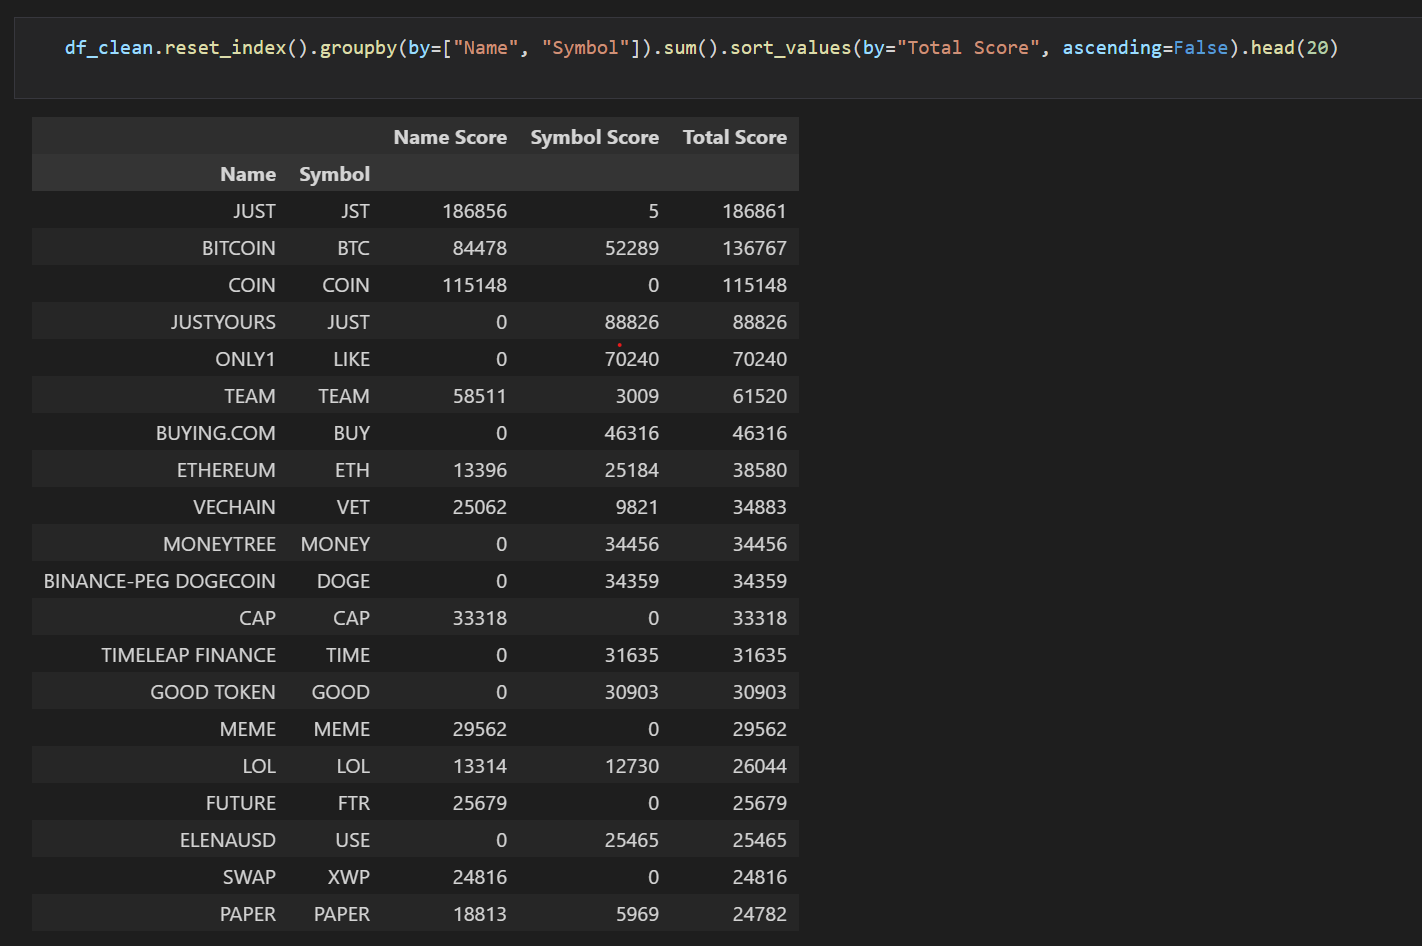 df_clean.reset_index().groupby(by=["Name", "Symbol"]).sum().sort_values(by="Total Score", ascending=False).head(20)
Name Score Symbol Score Total Score
Name Symbol
JUST JST 186856 5 186861
BITCOIN BTC 84478 52289 136767
COIN COIN 115148 0 115148
JUSTYOURS JUST 0 88826 88826
ONLY1 LIKE 0 70240 70240
TEAM TEAM 58511 3009 61520
BUYING.COM BUY 0 46316 46316
ETHEREUM ETH 13396 25184 38580
VECHAIN VET 25062 9821 34883
MONEYTREE MONEY 0 34456 34456
BINANCE-PEG DOGECOIN DOGE 0 34359 34359
CAP CAP 33318 0 33318
TIMELEAP FINANCE TIME 0 31635 31635
GOOD TOKEN GOOD 0 30903 30903
MEME MEME 29562 0 29562
LOL LOL 13314 12730 26044
FUTURE FTR 25679 0 25679
ELENAUSD USE 0 25465 25465
SWAP XWP 24816 0 24816
PAPER PAPER 18813 5969 24782